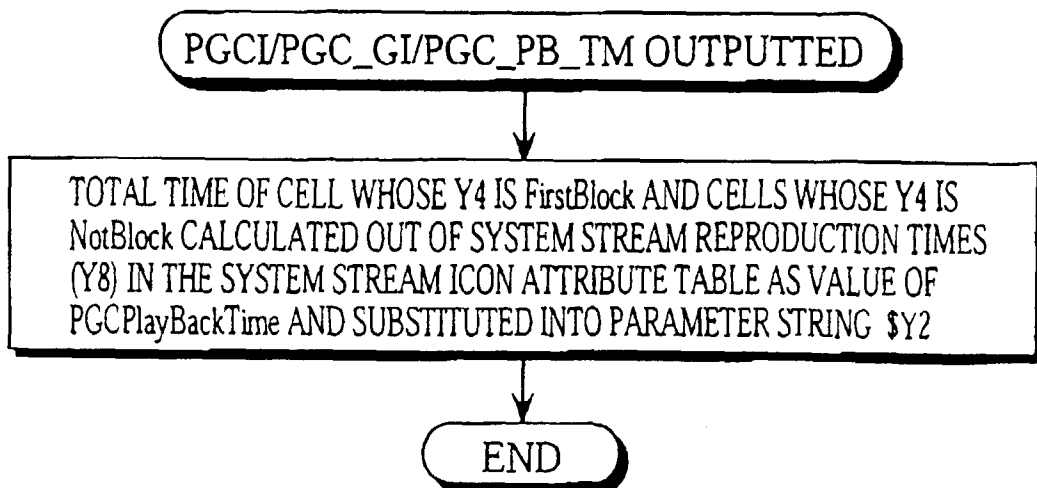 PGCI/PGC_GI/PGC_PB_TM OUTPUTTED
TOTAL TIME OF CELL WHOSE Y4 IS FirstBlock AND CELLS WHOSE Y4 IS
NotBlock CALCULATED OUT OF SYSTEM STREAM REPRODUCTION TIMES
(Y8) IN THE SYSTEM STREAM ICON ATTRIBUTE TABLE AS VALUE OF
PGCPlayBackTime AND SUBSTITUTED INTO PARAMETER STRING $Y2
END